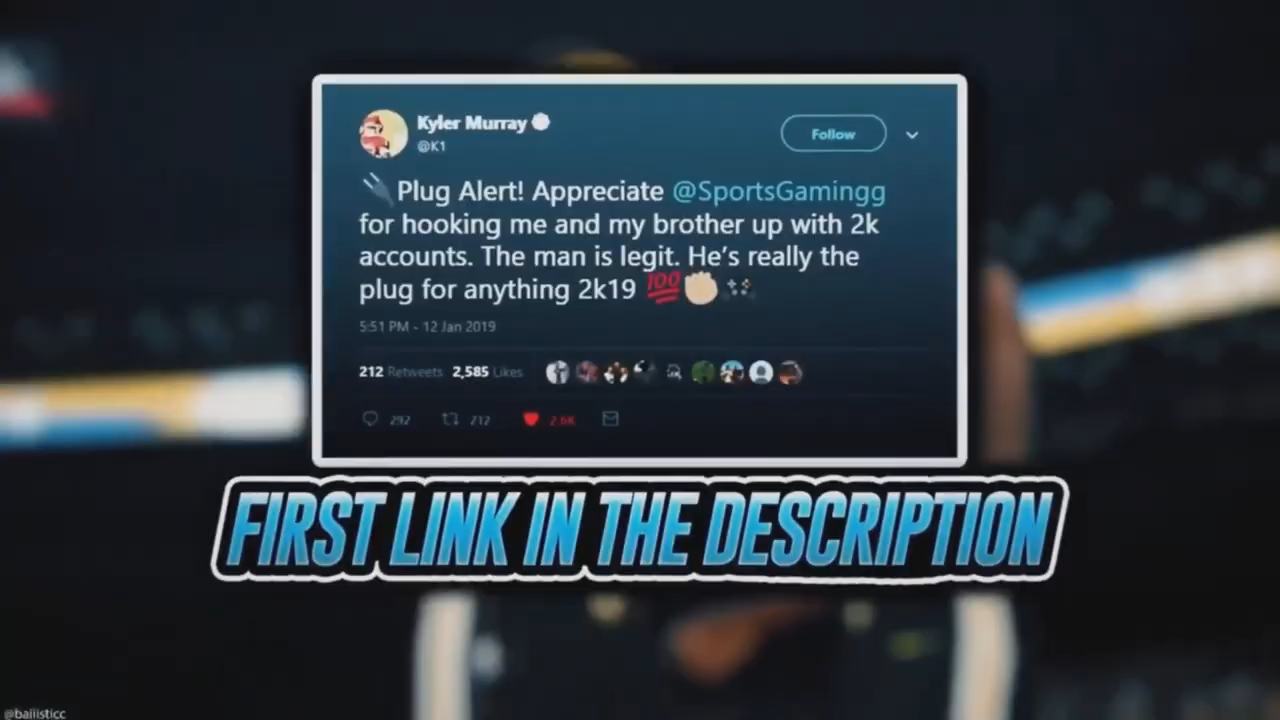 Kyler Murray
@K1
Follow
Plug Alert! Appreciate @SportsGamingg
for hooking me and my brother up with 2k
accounts. The man is legit. He's really the
plug for anything 2k19 💯
5:51 PM - 12 Jan 2019
212 Retweets 2,585 Likes
292 212 2.6K
FIRST LINK IN THE DESCRIPTION
@ballisticc